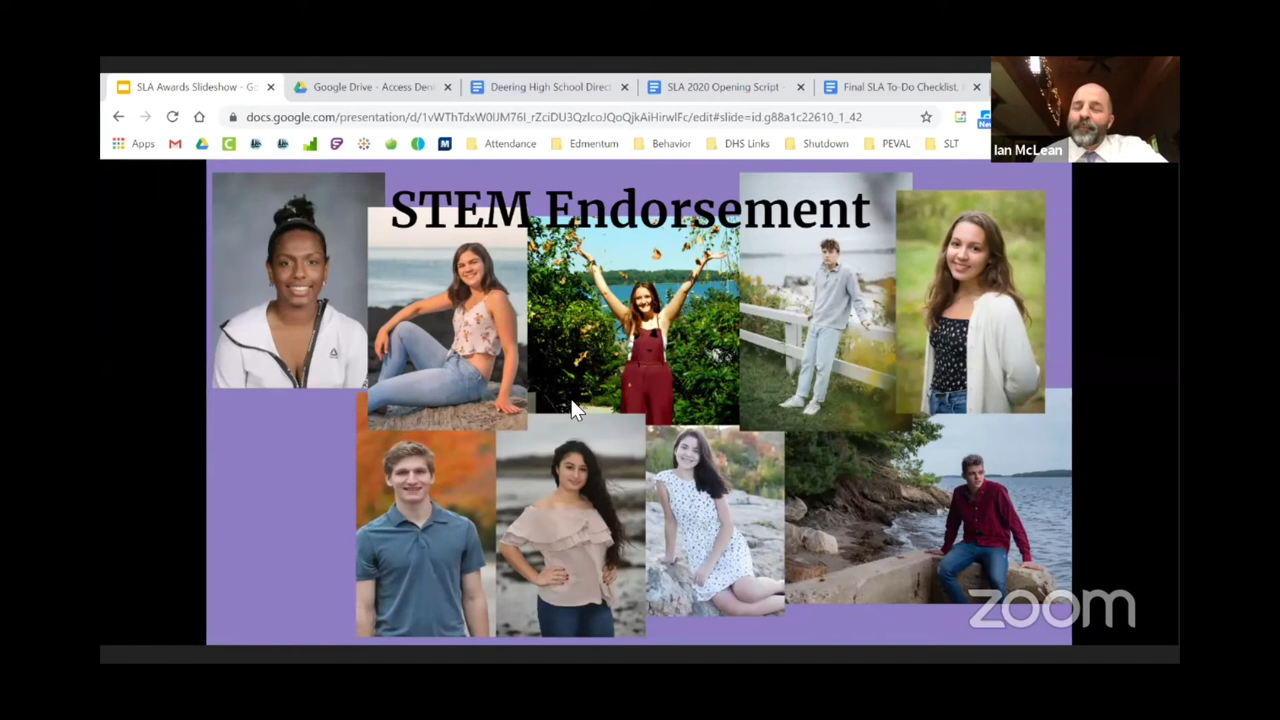 SLA Awards Slideshow - Go
Google Drive - Access Deni
Deering High School Direct
SLA 2020 Opening Script -
Final SLA To-Do Checklist,
docs.google.com/presentation/d/1vWThTdxW0IJM76I_rZciDU3QzlcoJQoQjkAiHirwlFc/edit#slide=id.g88a1c22610_1_42
Apps
Attendance
Edmentum
Behavior
DHS Links
Shutdown
PEVAL
SLT
Ian McLean
STEM Endorsement
zoom